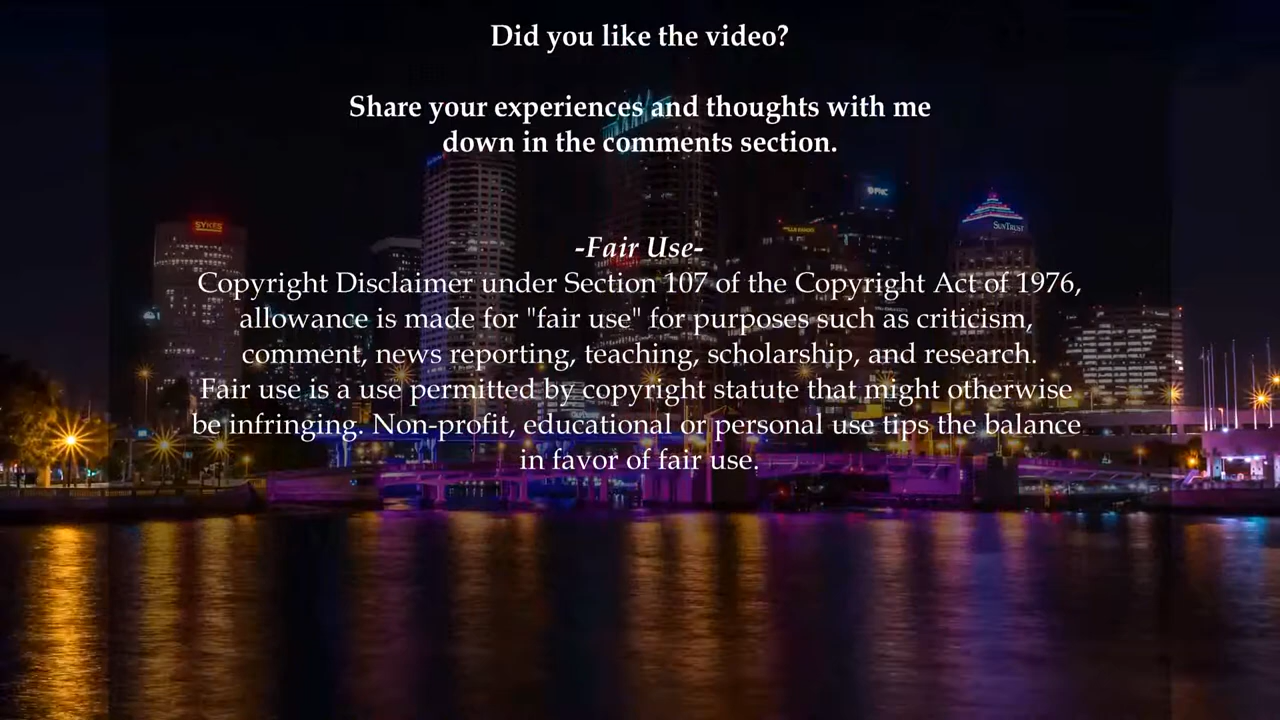 Did you like the video?
Share your experiences and thoughts with me
down in the comments section.
SYKES
PNC
SUNTRUST
-Fair Use-
Copyright Disclaimer under Section 107 of the Copyright Act of 1976,
allowance is made for "fair use" for purposes such as criticism,
comment, news reporting, teaching, scholarship, and research.
Fair use is a use permitted by copyright statute that might otherwise
be infringing. Non-profit, educational or personal use tips the balance
in favor of fair use.